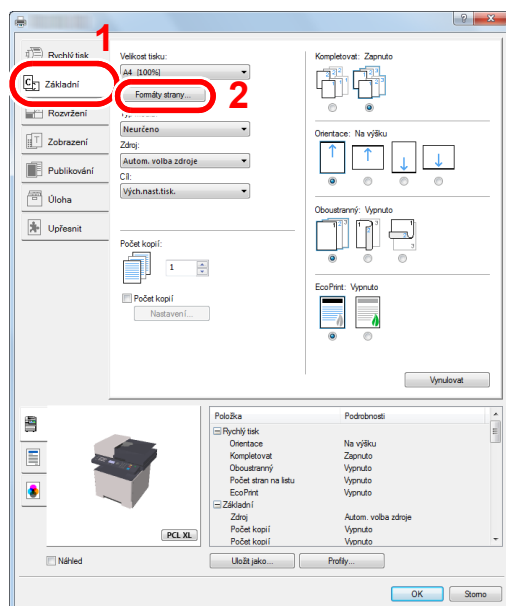 1
Rychlý tisk
Základní
Rozvržení
Zobrazení
Publikování
Úloha
Upřesnit
Velikost tisku:
A4 [100%]
Formáty strany...
2
Neurčeno
Zdroj:
Autom. volba zdroje
Cíl:
Vých.nast.tisk.
Počet kopií:
1
Počet kopií
Nastavení...
Kompletovat: Zapnuto
Orientace: Na výšku
Oboustranný: Vypnuto
EcoPrint: Vypnuto
Vynulovat
PCL XL
Náhled
Položka Podrobnosti
Rychlý tisk
Orientace Na výšku
Kompletovat Zapnuto
Oboustranný Vypnuto
Počet stran na listu Vypnuto
EcoPrint Vypnuto
Základní
Zdroj Autom. volba zdroje
Počet kopií Vypnuto
Počet kopií Vypnuto
Uložit jako... Profily...
OK Storno